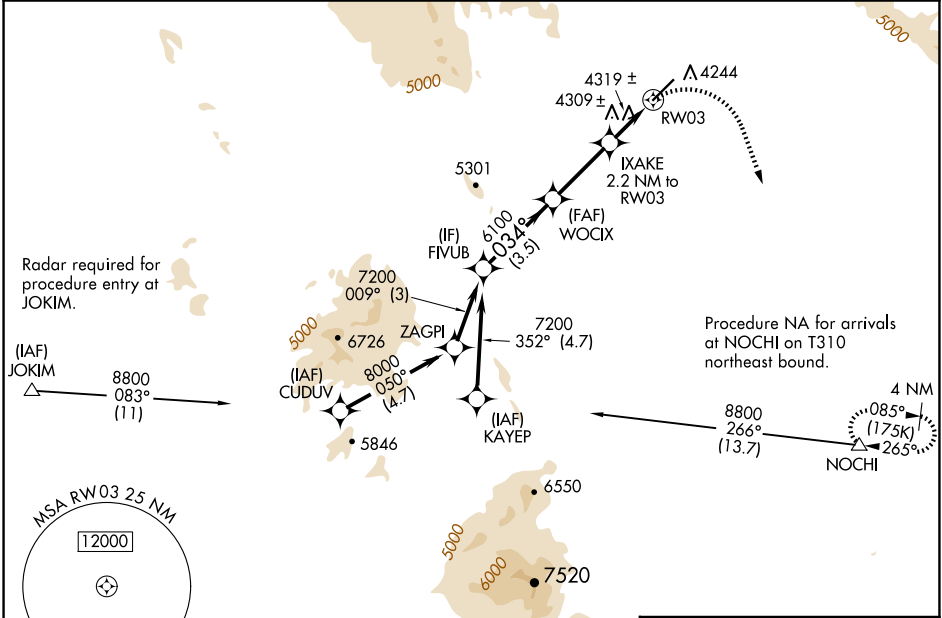 5000
5000
4244
4319 ±
4309 ±
RW03
IXAKE
2.2 NM to
RW03
5301
(FAF)
WOCIX
6100
034°
(3.5)
(IF)
FIVUB
Radar required for
procedure entry at
JOKIM.
7200
009° (3)
5000
6726
ZAGPI
7200
352° (4.7)
Procedure NA for arrivals
at NOCHI on T310
northeast bound.
(IAF)
JOKIM
8800
083°
(11)
(IAF)
CUDUV
8000
050°
(4.7)
(IAF)
KAYEP
5846
8800
266°
(13.7)
4 NM
085°
(175K)
265°
NOCHI
MSA RW03 25 NM
12000
6550
5000
6000
7520